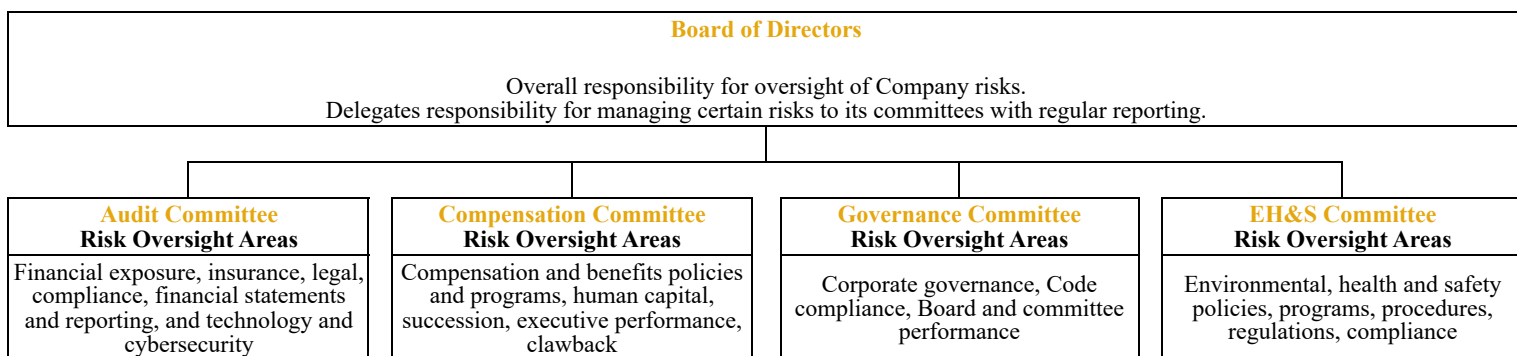 Board of Directors
Overall responsibility for oversight of Company risks.
Delegates responsibility for managing certain risks to its committees with regular reporting.
Audit Committee
Risk Oversight Areas
Financial exposure, insurance, legal,
compliance, financial statements
and reporting, and technology and
cybersecurity
Compensation Committee
Risk Oversight Areas
Compensation and benefits policies
and programs, human capital,
succession, executive performance,
clawback
Governance Committee
Risk Oversight Areas
Corporate governance, Code
compliance, Board and committee
performance
EH&S Committee
Risk Oversight Areas
Environmental, health and safety
policies, programs, procedures,
regulations, compliance